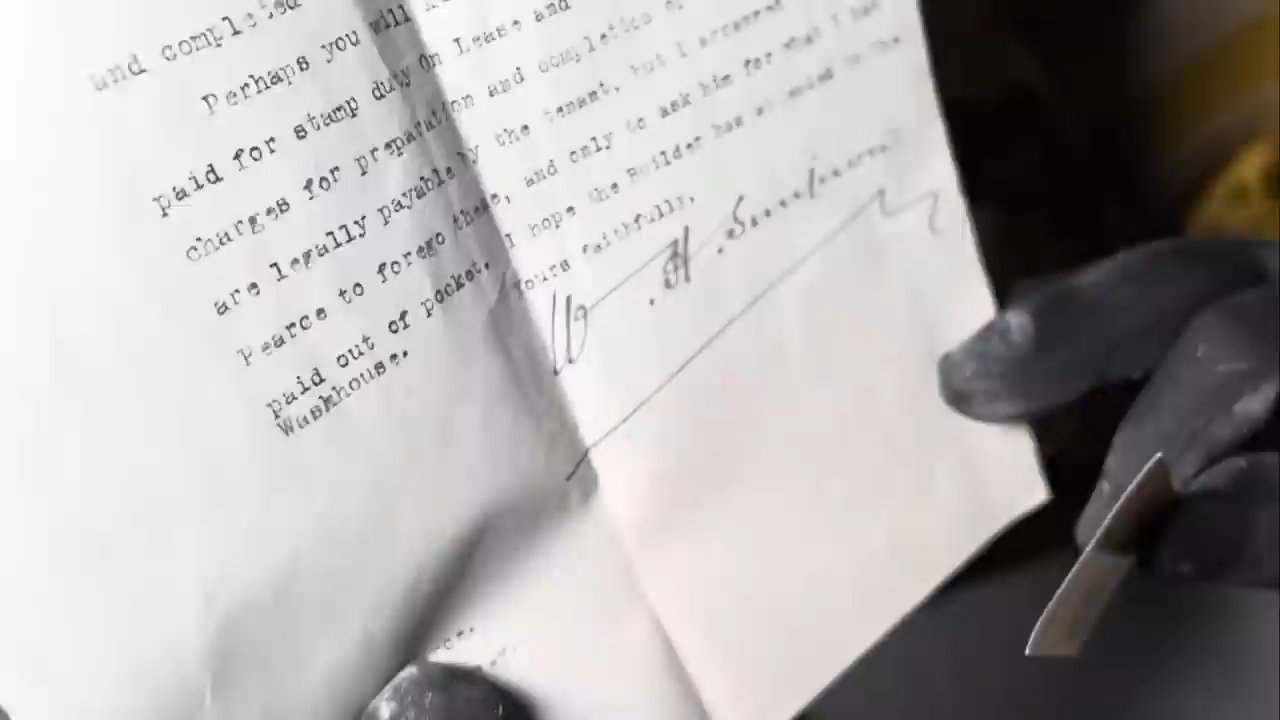 and completed
Perhaps you will
paid for stamp duty On Lease and
charges for preparation and completion of
are legally payable by the tenant, but I arranged
Pearce to forego these, and only to ask him for what I had
paid out of pocket. I hope the Builder has attended to the
Washhouse.
Yours faithfully,
W. H.